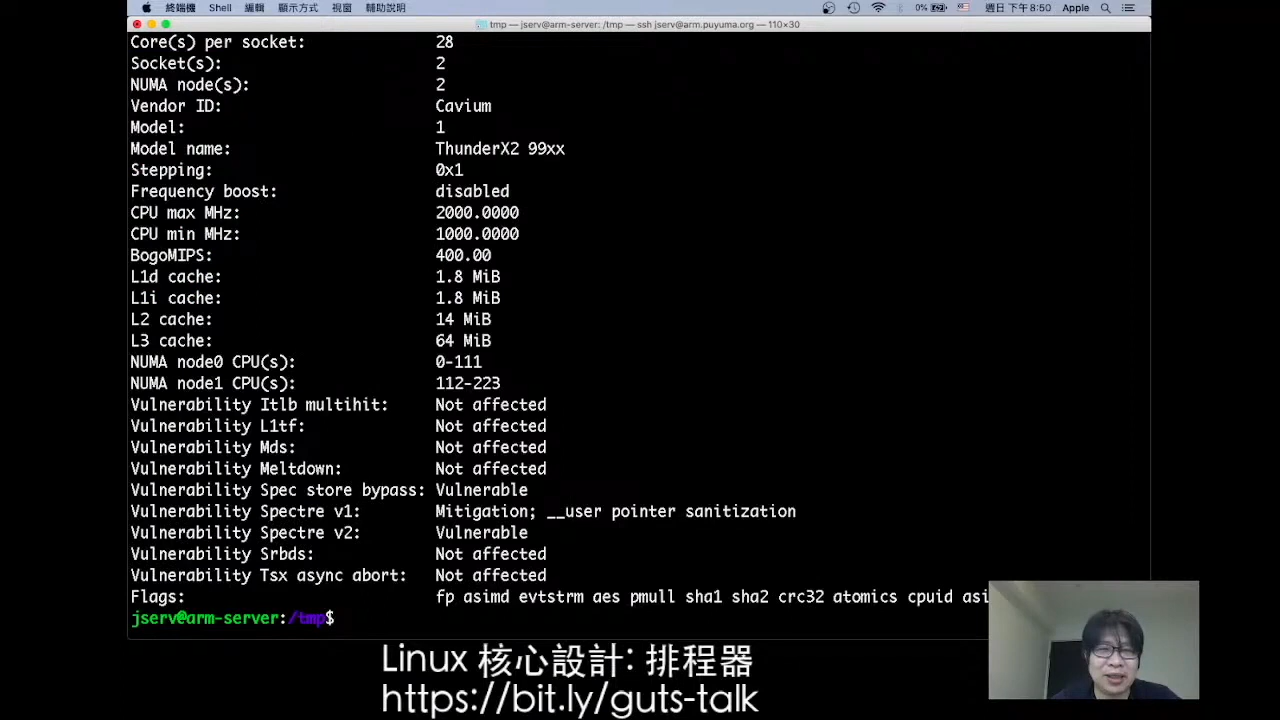 終端機 Shell 編輯 顯示方式 視窗 輔助說明 0% 週日 下午8:50 Apple
tmp — jserv@arm-server: /tmp — ssh jserv@arm.puyuma.org — 110×30
Core(s) per socket: 28
Socket(s): 2
NUMA node(s): 2
Vendor ID: Cavium
Model: 1
Model name: ThunderX2 99xx
Stepping: 0x1
Frequency boost: disabled
CPU max MHz: 2000.0000
CPU min MHz: 1000.0000
BogoMIPS: 400.00
L1d cache: 1.8 MiB
L1i cache: 1.8 MiB
L2 cache: 14 MiB
L3 cache: 64 MiB
NUMA node0 CPU(s): 0-111
NUMA node1 CPU(s): 112-223
Vulnerability Itlb multihit: Not affected
Vulnerability L1tf: Not affected
Vulnerability Mds: Not affected
Vulnerability Meltdown: Not affected
Vulnerability Spec store bypass: Vulnerable
Vulnerability Spectre v1: Mitigation; __user pointer sanitization
Vulnerability Spectre v2: Vulnerable
Vulnerability Srbds: Not affected
Vulnerability Tsx async abort: Not affected
Flags: fp asimd evtstrm aes pmull sha1 sha2 crc32 atomics cpuid asi
jserv@arm-server:/tmp$
Linux 核心設計: 排程器
https://bit.ly/guts-talk